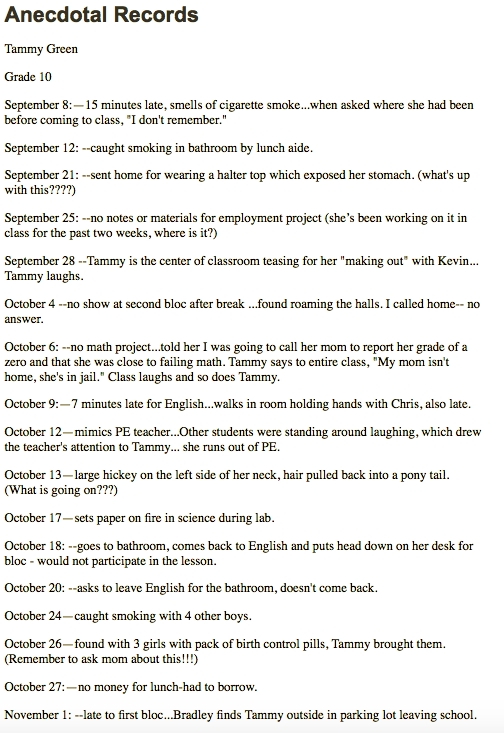 Anecdotal Records
Tammy Green
Grade 10
September 8:—15 minutes late, smells of cigarette smoke...when asked where she had been
before coming to class, "I don't remember."
September 12: --caught smoking in bathroom by lunch aide.
September 21: --sent home for wearing a halter top which exposed her stomach. (what's up
with this????)
September 25: --no notes or materials for employment project (she's been working on it in
class for the past two weeks, where is it?)
September 28 --Tammy is the center of classroom teasing for her "making out" with Kevin...
Tammy laughs.
October 4 --no show at second bloc after break ...found roaming the halls. I called home-- no
answer.
October 6: --no math project...told her I was going to call her mom to report her grade of a
zero and that she was close to failing math. Tammy says to entire class, "My mom isn't
home, she's in jail." Class laughs and so does Tammy.
October 9:—7 minutes late for English...walks in room holding hands with Chris, also late.
October 12—mimics PE teacher...Other students were standing around laughing, which drew
the teacher's attention to Tammy... she runs out of PE.
October 13—large hickey on the left side of her neck, hair pulled back into a pony tail.
(What is going on???)
October 17—sets paper on fire in science during lab.
October 18: --goes to bathroom, comes back to English and puts head down on her desk for
bloc - would not participate in the lesson.
October 20: --asks to leave English for the bathroom, doesn't come back.
October 24—caught smoking with 4 other boys.
October 26—found with 3 girls with pack of birth control pills, Tammy brought them.
(Remember to ask mom about this!!!)
October 27:—no money for lunch-had to borrow.
November 1: --late to first bloc...Bradley finds Tammy outside in parking lot leaving school.